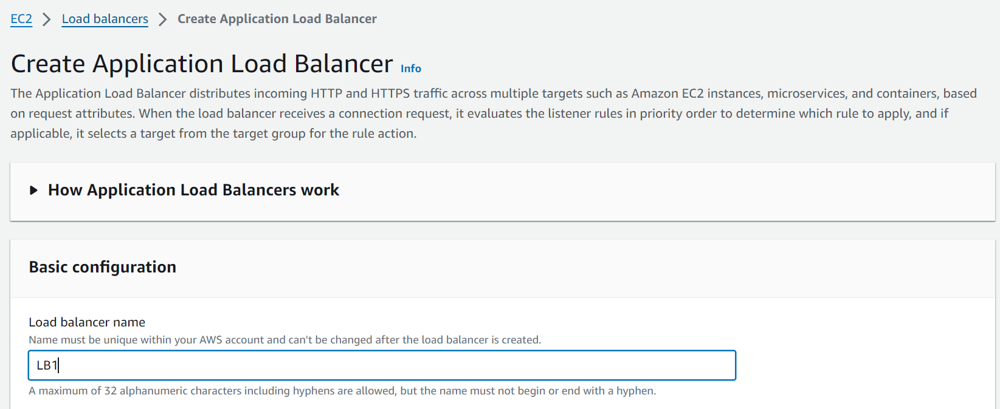 EC2 > Load balancers > Create Application Load Balancer
Create Application Load Balancer Info
The Application Load Balancer distributes incoming HTTP and HTTPS traffic across multiple targets such as Amazon EC2 instances, microservices, and containers, based
on request attributes. When the load balancer receives a connection request, it evaluates the listener rules in priority order to determine which rule to apply, and if
applicable, it selects a target from the target group for the rule action.
How Application Load Balancers work
Basic configuration
Load balancer name
Name must be unique within your AWS account and can't be changed after the load balancer is created.
LB1
A maximum of 32 alphanumeric characters including hyphens are allowed, but the name must not begin or end with a hyphen.